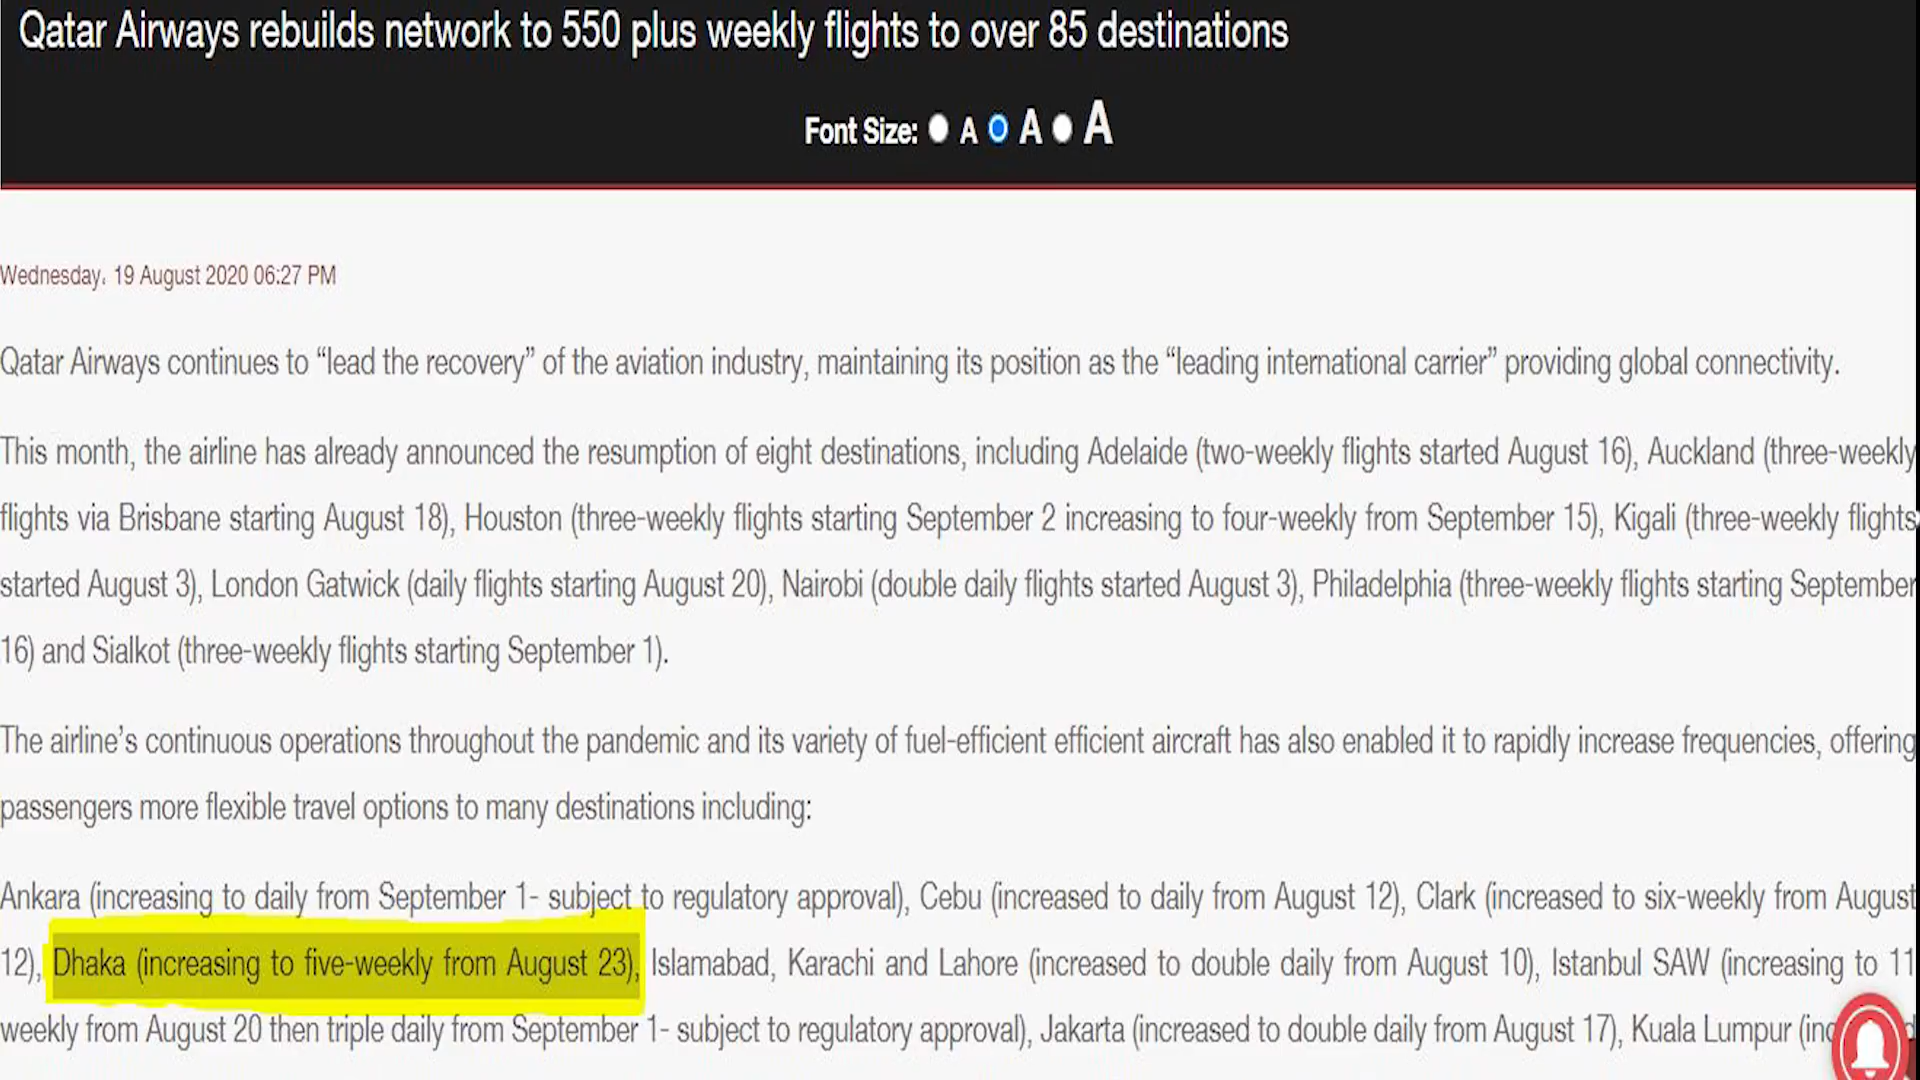 Qatar Airways rebuilds network to 550 plus weekly flights to over 85 destinations
Font Size: A A A
Wednesday, 19 August 2020 06:27 PM
Qatar Airways continues to “lead the recovery” of the aviation industry, maintaining its position as the “leading international carrier” providing global connectivity.
This month, the airline has already announced the resumption of eight destinations, including Adelaide (two-weekly flights started August 16), Auckland (three-weekly
flights via Brisbane starting August 18), Houston (three-weekly flights starting September 2 increasing to four-weekly from September 15), Kigali (three-weekly flights
started August 3), London Gatwick (daily flights starting August 20), Nairobi (double daily flights started August 3), Philadelphia (three-weekly flights starting September
16) and Sialkot (three-weekly flights starting September 1).
The airline’s continuous operations throughout the pandemic and its variety of fuel-efficient efficient aircraft has also enabled it to rapidly increase frequencies, offering
passengers more flexible travel options to many destinations including:
Ankara (increasing to daily from September 1- subject to regulatory approval), Cebu (increased to daily from August 12), Clark (increased to six-weekly from August
12), Dhaka (increasing to five-weekly from August 23), Islamabad, Karachi and Lahore (increased to double daily from August 10), Istanbul SAW (increasing to 11
weekly from August 20 then triple daily from September 1- subject to regulatory approval), Jakarta (increased to double daily from August 17), Kuala Lumpur